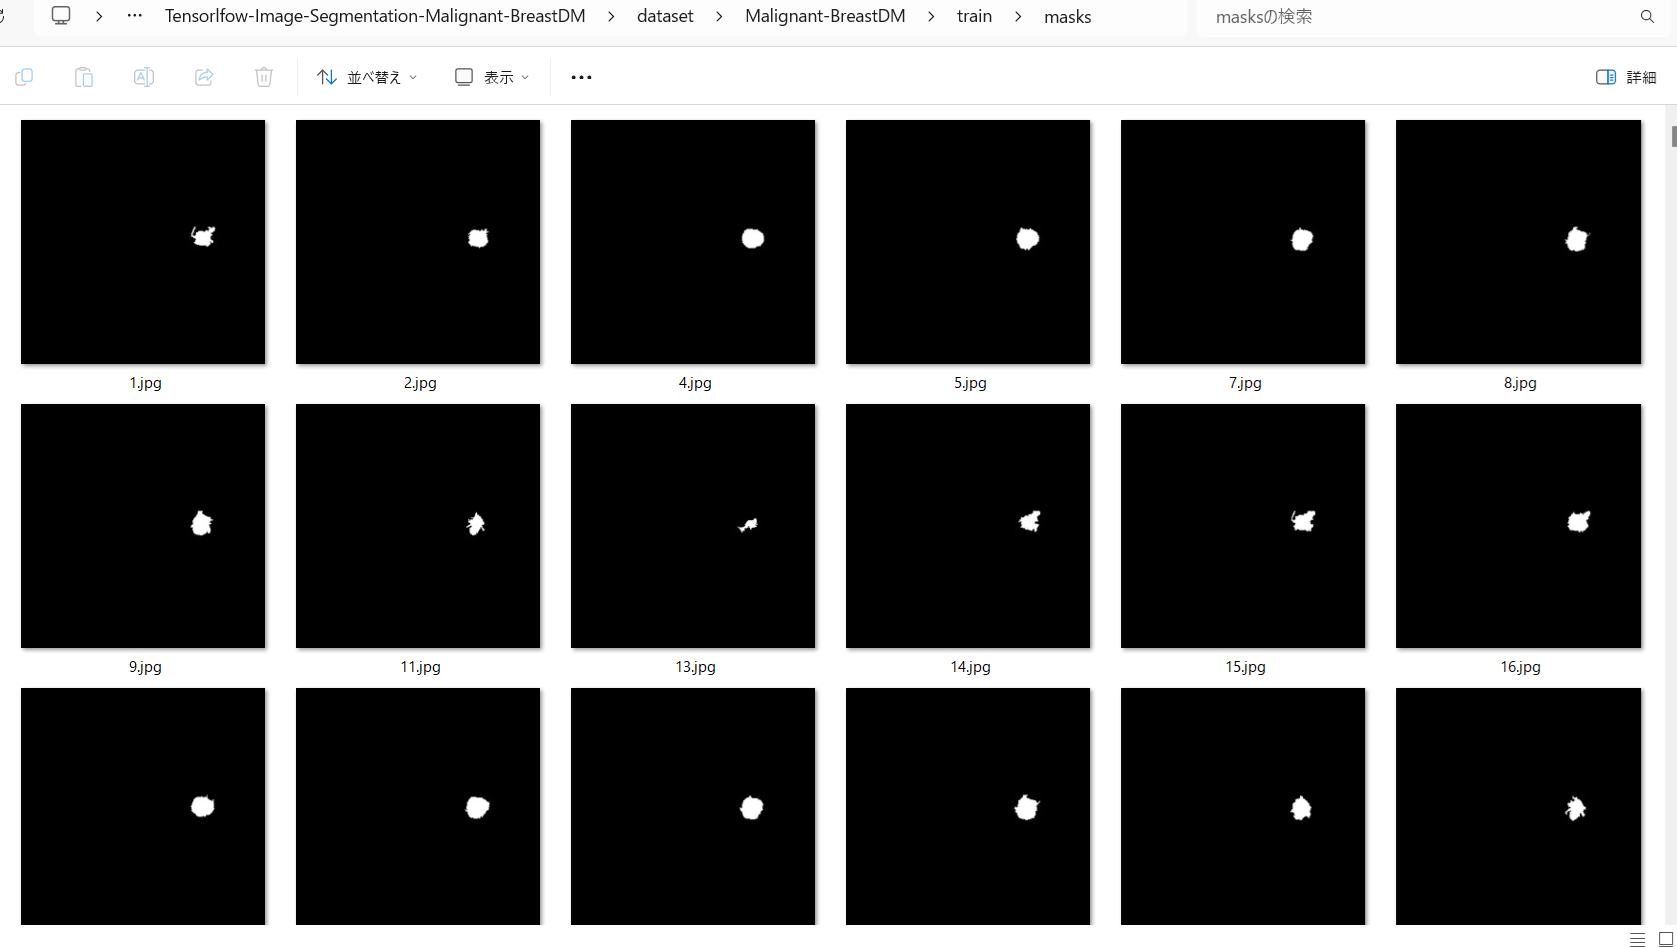 Tensorlfow-Image-Segmentation-Malignant-BreastDM > dataset > Malignant-BreastDM > train > masks
masksの検索
並べ替え
表示
詳細
1.jpg
2.jpg
4.jpg
5.jpg
7.jpg
8.jpg
9.jpg
11.jpg
13.jpg
14.jpg
15.jpg
16.jpg